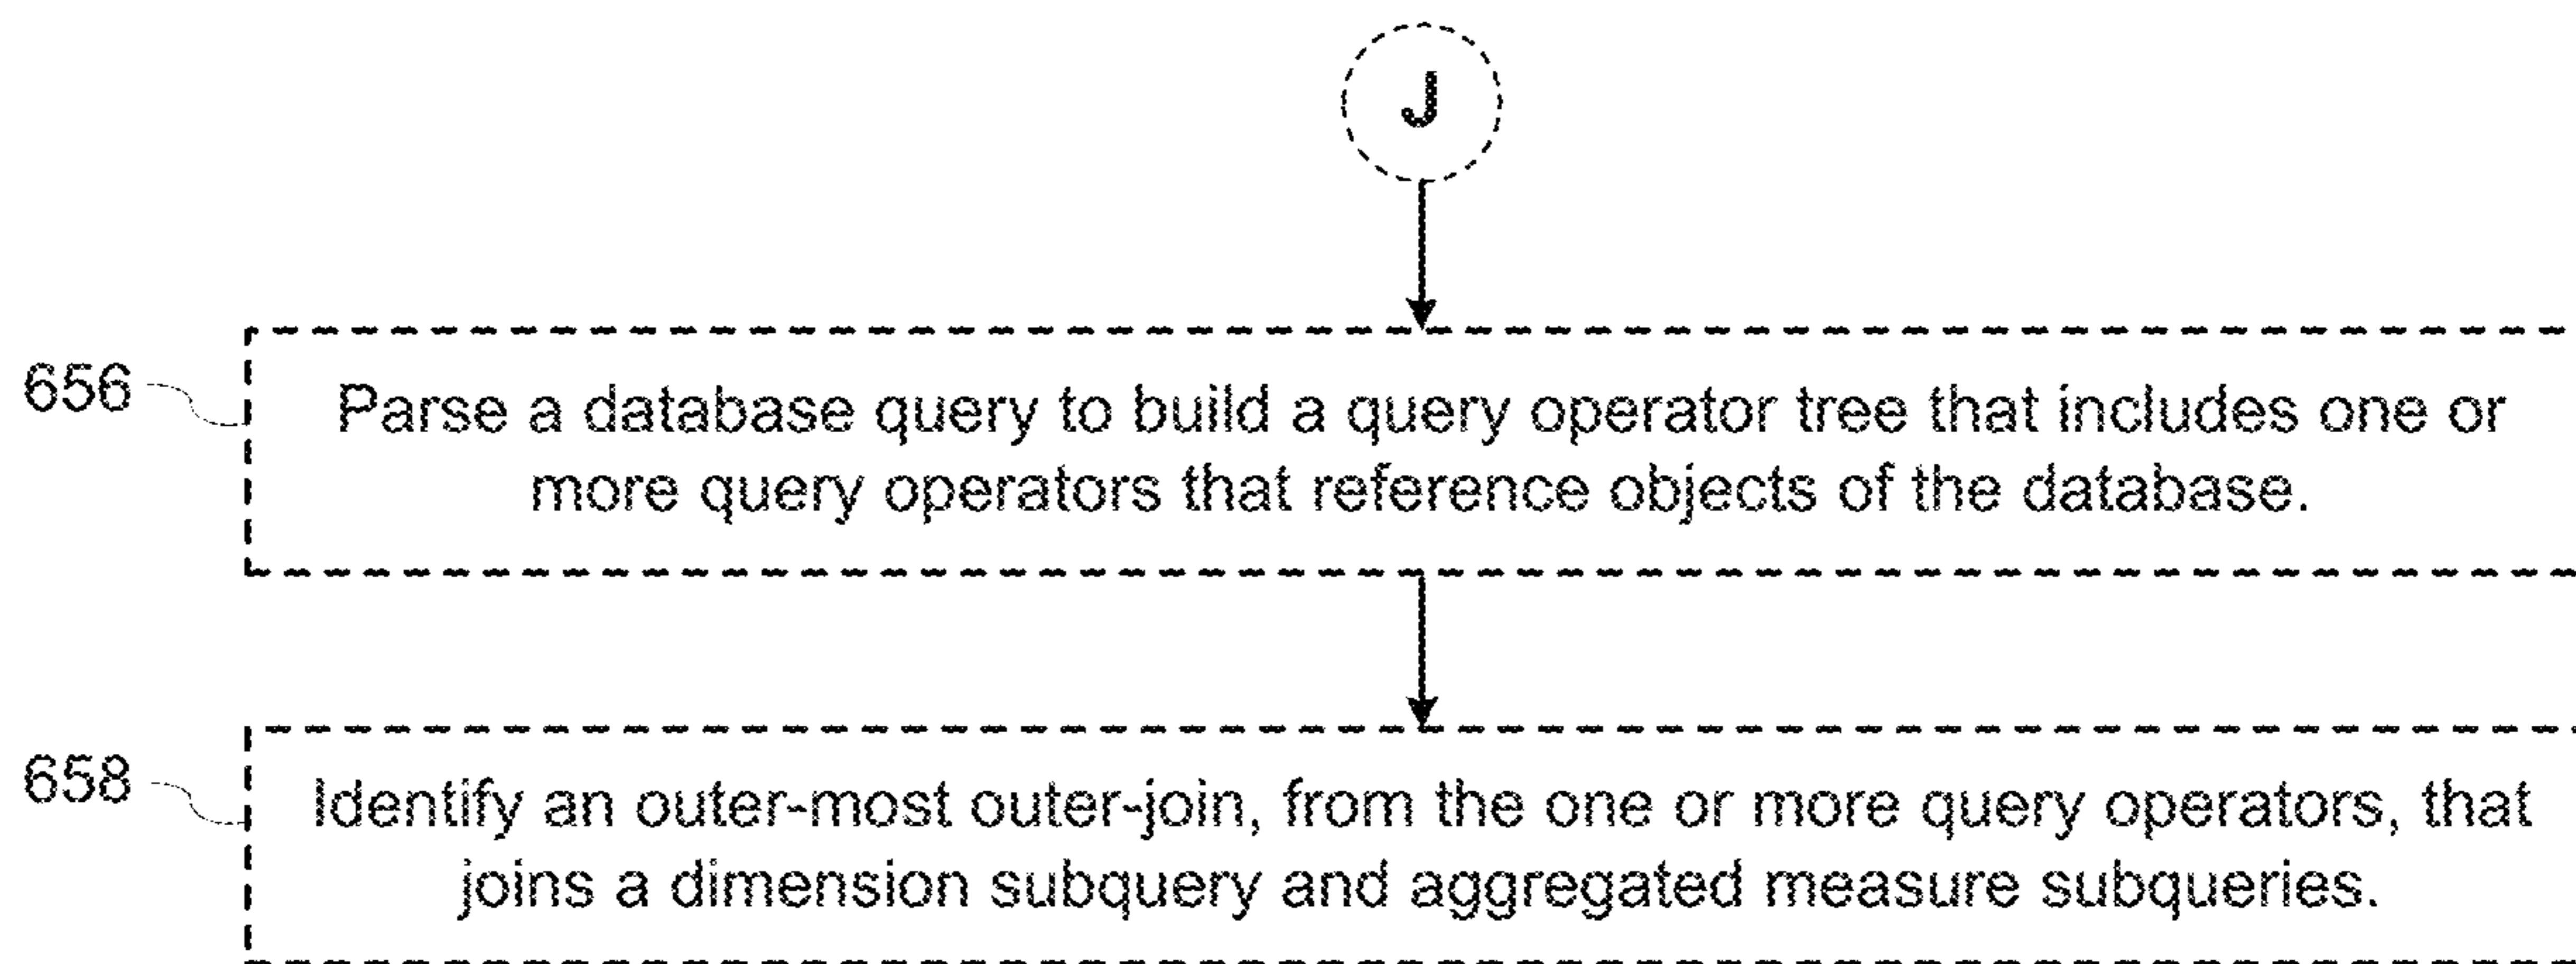 J
656
Parse a database query to build a query operator tree that includes one or
more query operators that reference objects of the database.
658
Identify an outer-most outer-join, from the one or more query operators, that
joins a dimension subquery and aggregated measure subqueries.